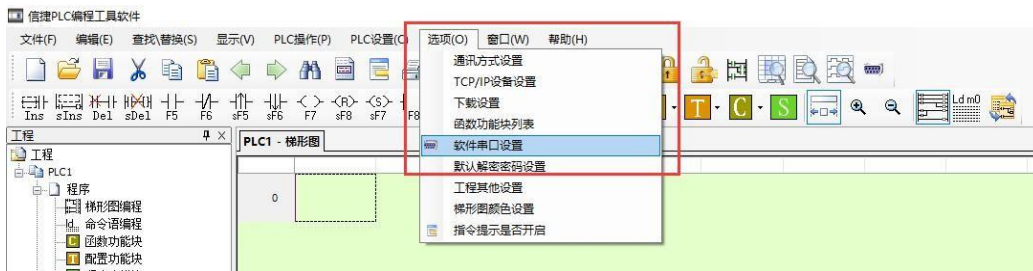 信捷PLC编程工具软件
文件(F) 编辑(E) 查找\替换(S) 显示(V) PLC操作(P) PLC设置(C) 选项(O) 窗口(W) 帮助(H)
通讯方式设置
TCP/IP设备设置
下载设置
函数功能块列表
软件串口设置
默认解密密码设置
工程其他设置
梯形图颜色设置
指令提示是否开启
Ins sIns Del sDel F5 F6 sF5 sF6 F7 sF8 sF7 F8
T C S Ld m0
工程
PLC1 - 梯形图
工程
PLC1
程序
梯形图编程
命令语编程
函数功能块
配置功能块
0